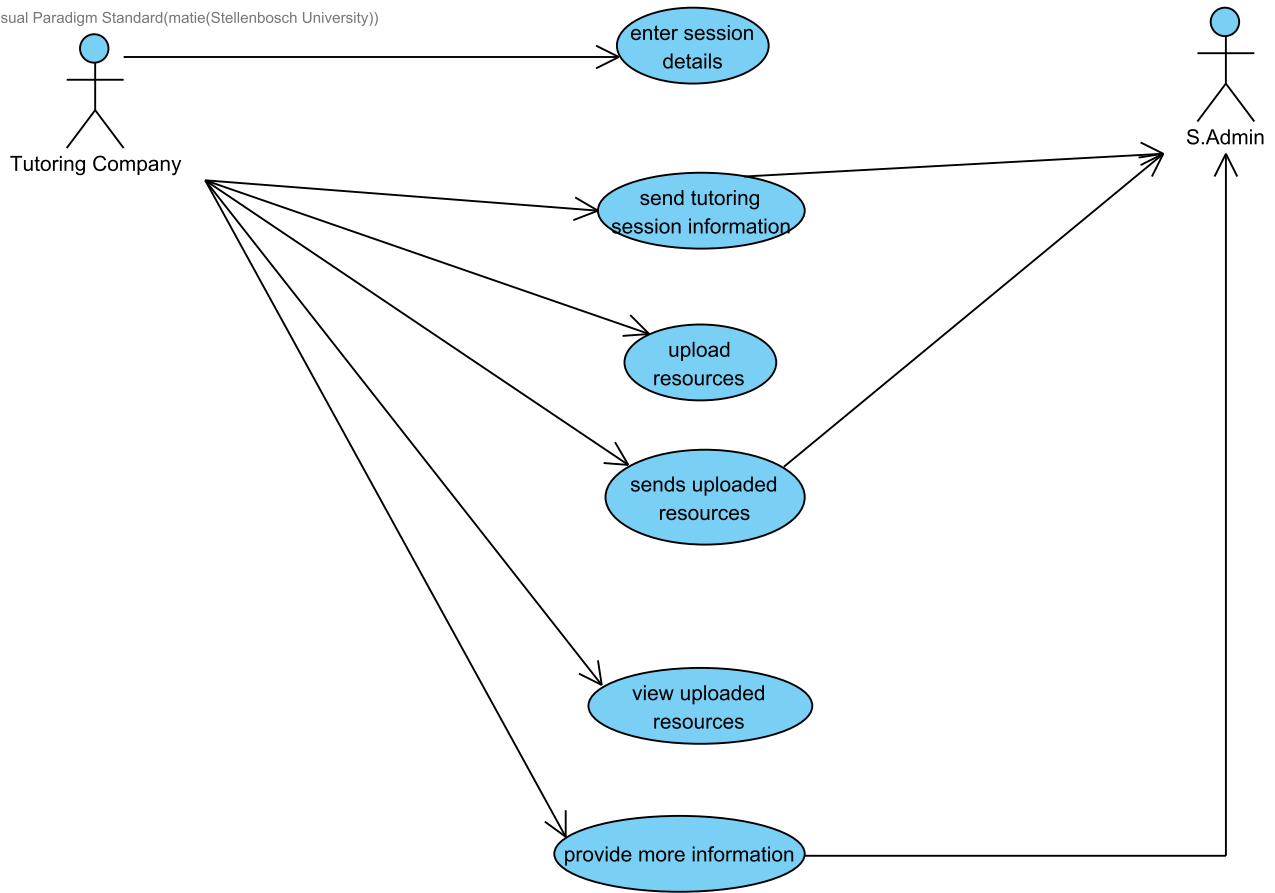 sual Paradigm Standard(matie(Stellenbosch University))
enter session
details
Tutoring Company
S.Admin
send tutoring
session information
upload
resources
sends uploaded
resources
view uploaded
resources
provide more information